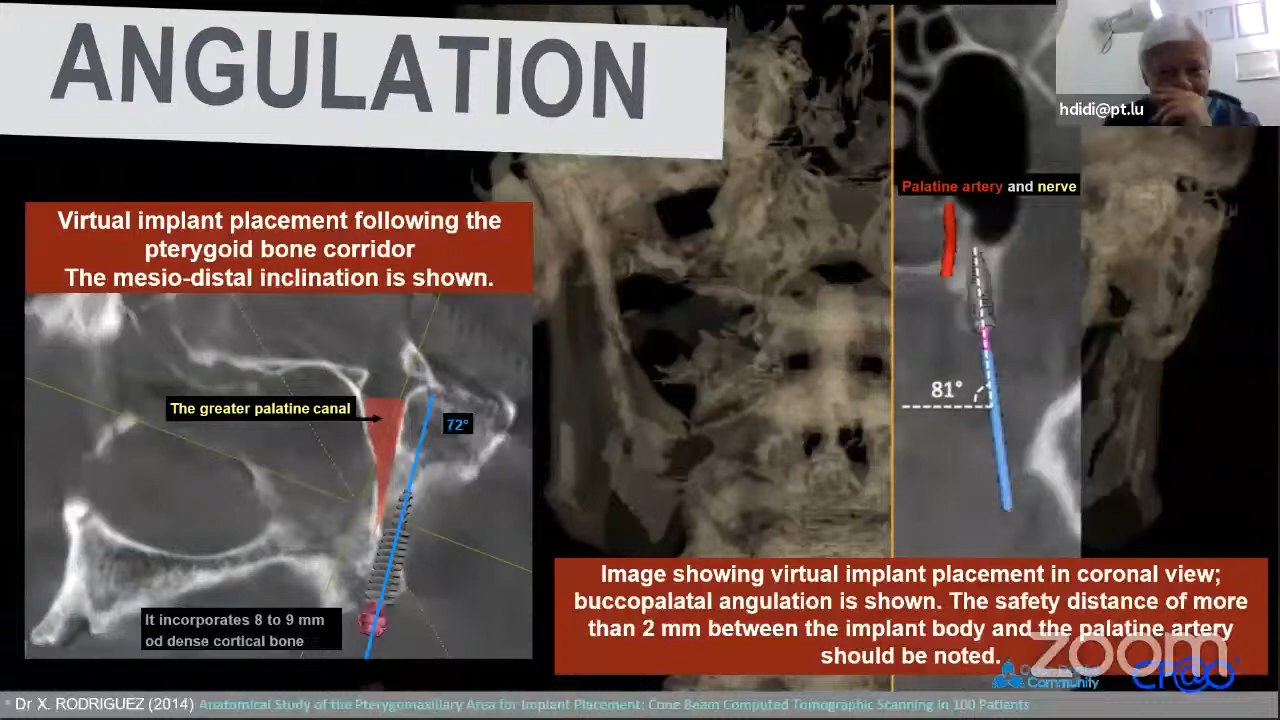 ANGULATION
hdidi@pt.lu
Palatine artery and nerve
Virtual implant placement following the
pterygoid bone corridor
The mesio-distal inclination is shown.
The greater palatine canal
72°
81°
It incorporates 8 to 9 mm
od dense cortical bone
Image showing virtual implant placement in coronal view;
buccopalatal angulation is shown. The safety distance of more
than 2 mm between the implant body and the palatine artery
should be noted.
zoom
Community
* Dr X. RODRIGUEZ (2014) Anatomical Study of the Pterygomaxillary Area for Implant Placement: Cone Beam Computed Tomographic Scanning in 100 Patients